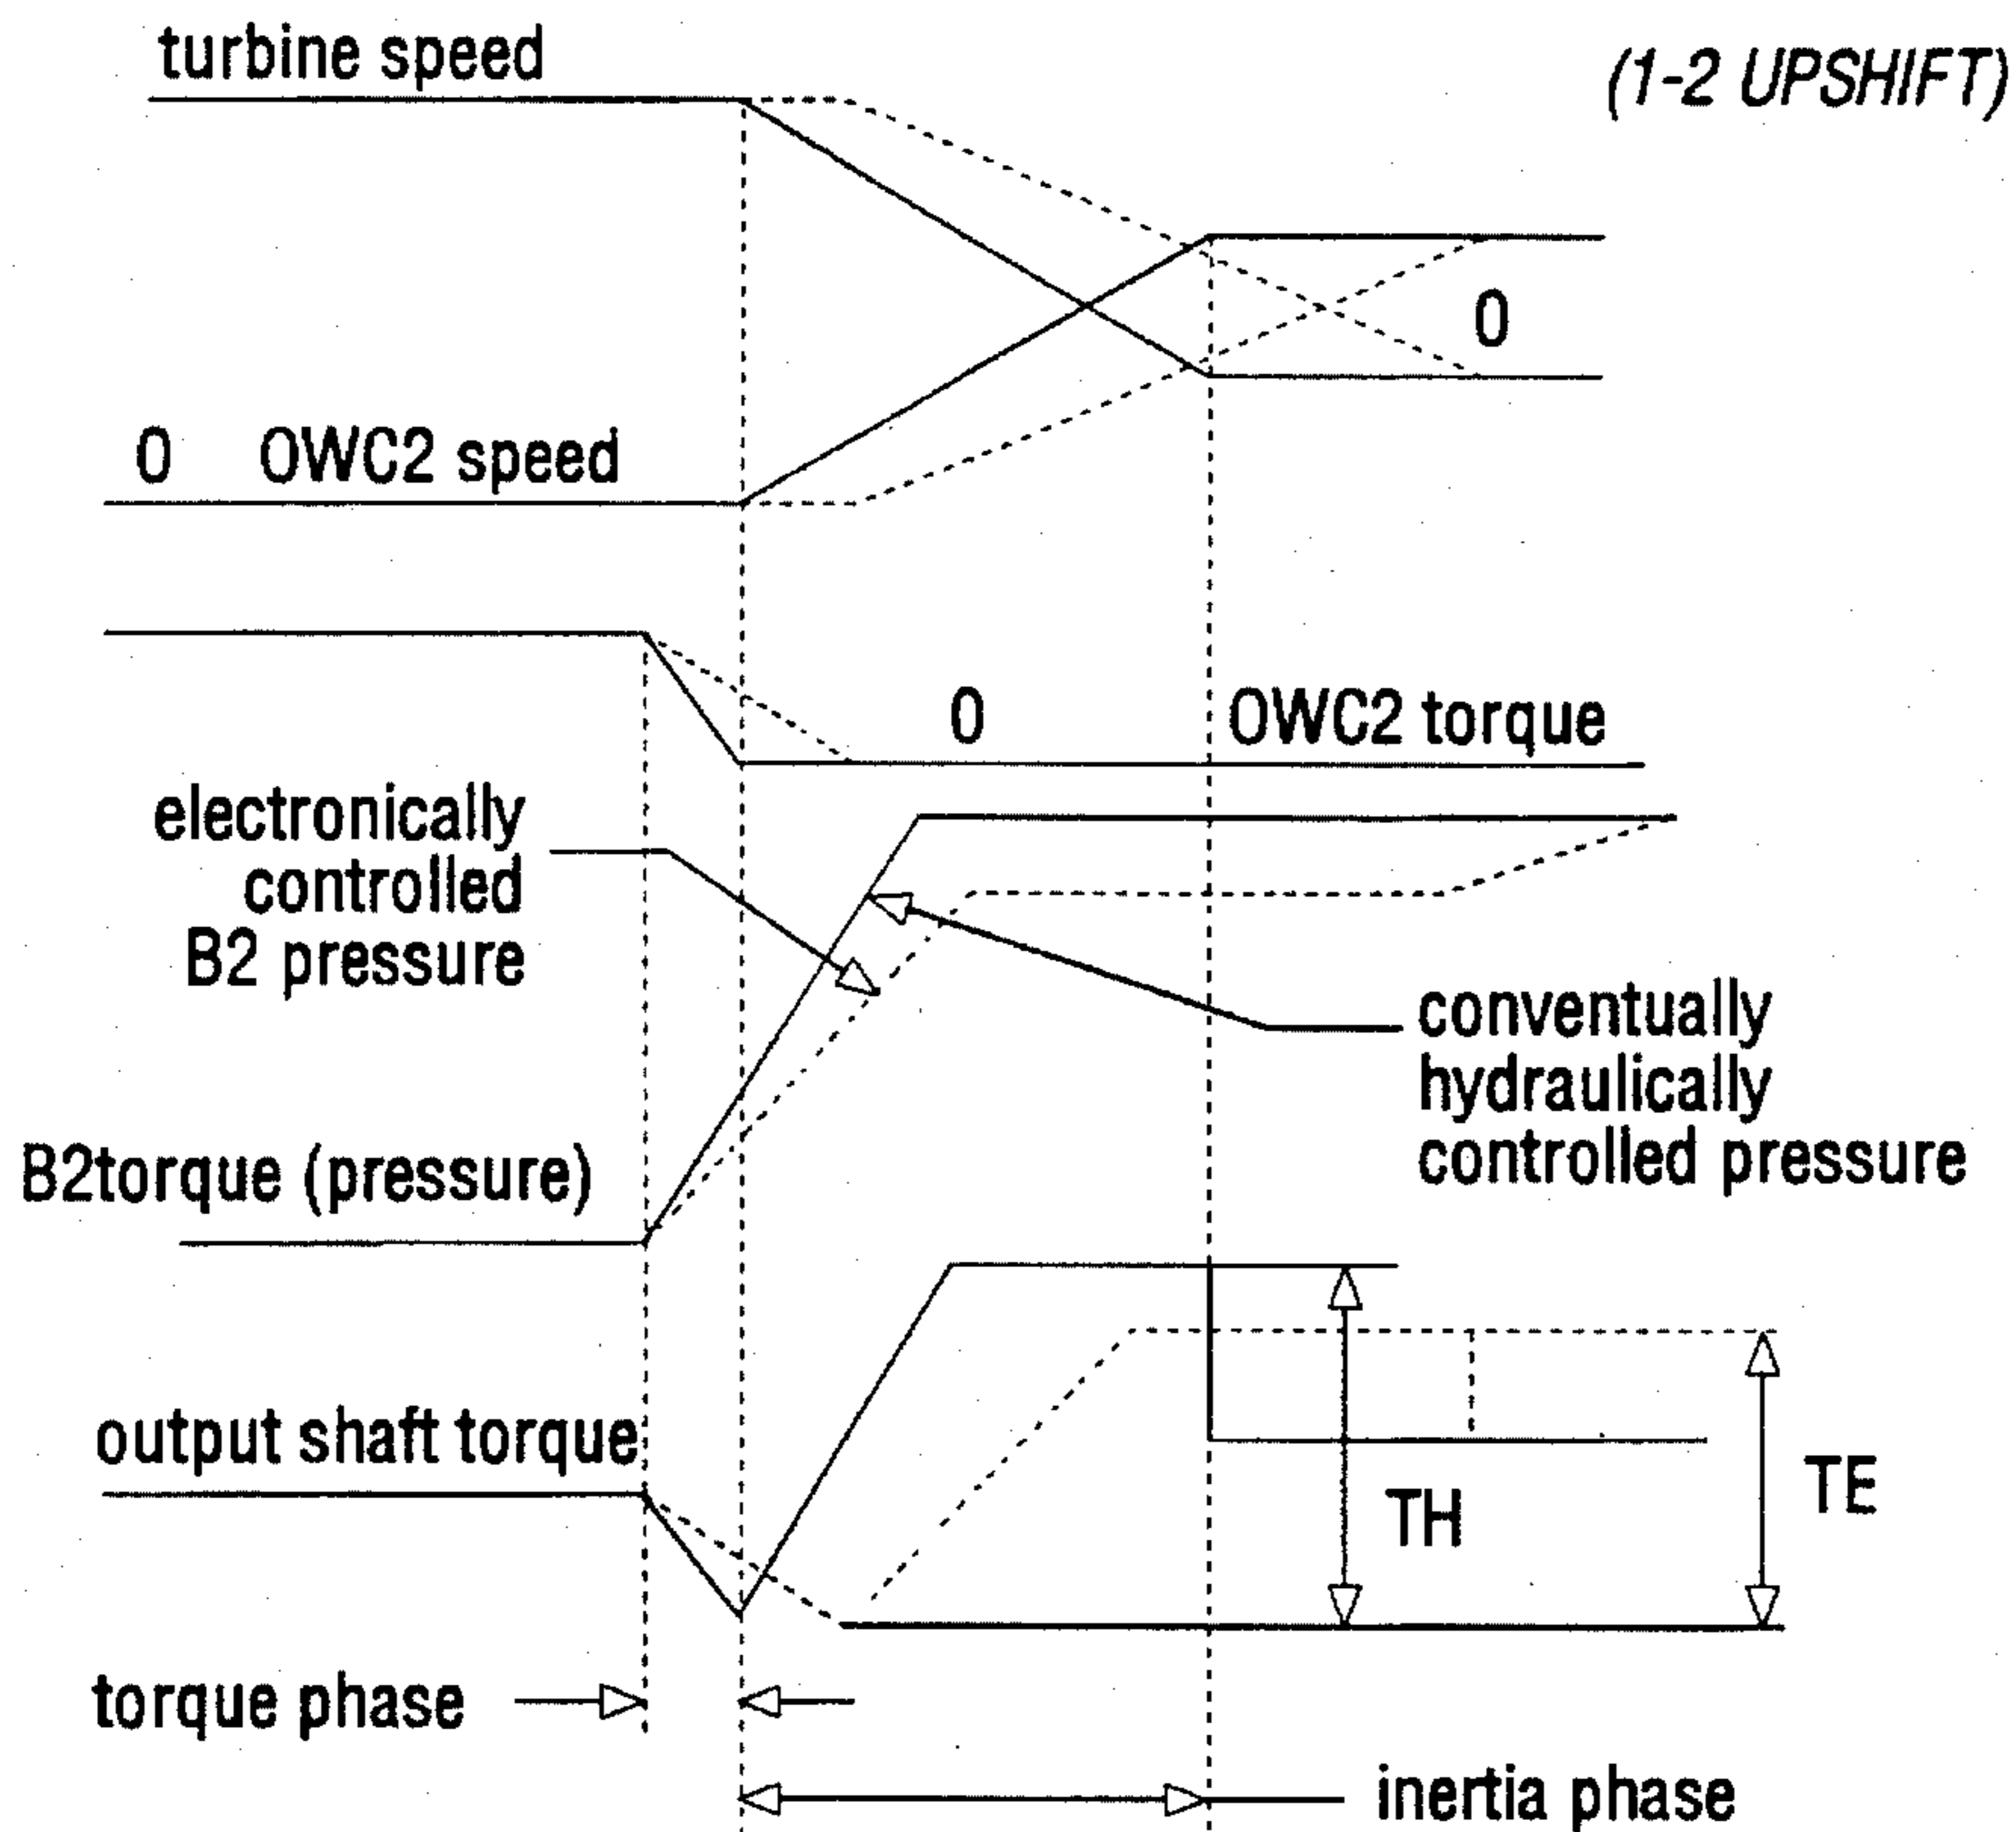 turbine speed
(1-2 UPSHIFT)
0
0 OWC2 speed
0 OWC2 torque
electronically
controlled
B2 pressure
conventually
hydraulically
controlled pressure
B2torque (pressure)
output shaft torque
TH
TE
torque phase
inertia phase